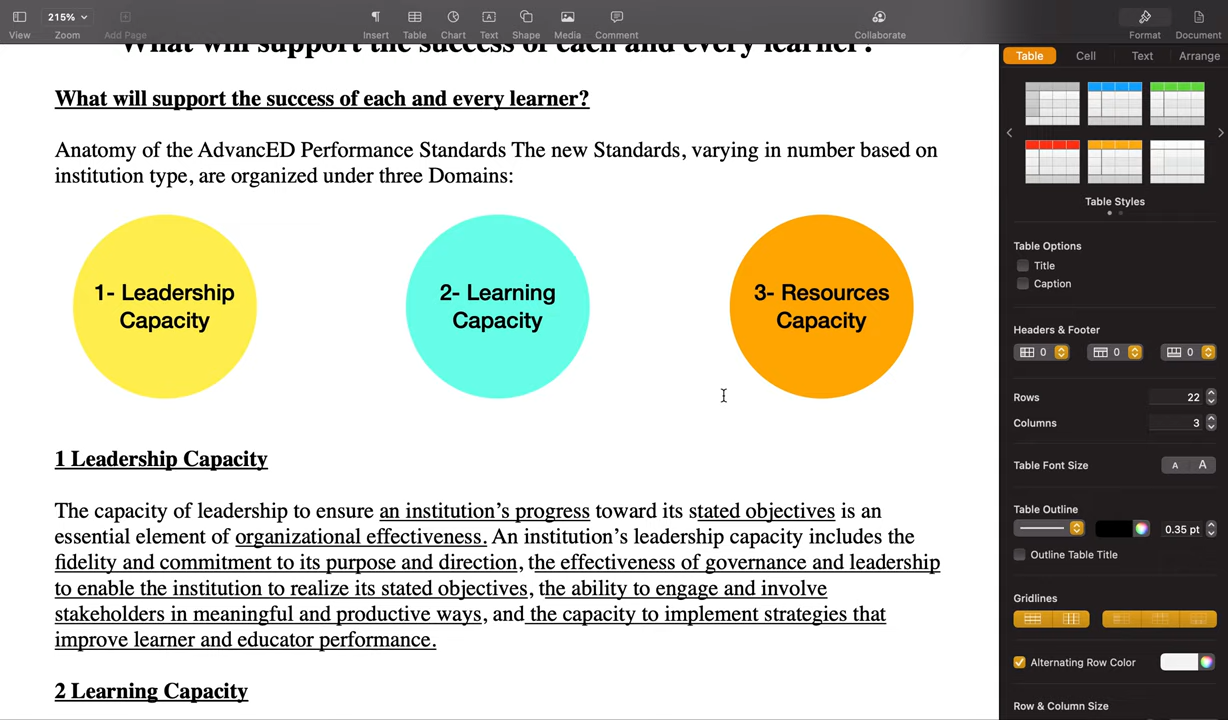 215%
View
Zoom
Add Page
Insert
Table
Chart
Text
Shape
Media
Comment
Collaborate
Format
Document
What will support the success of each and every learner?
What will support the success of each and every learner?
Anatomy of the AdvancED Performance Standards The new Standards, varying in number based on
institution type, are organized under three Domains:
1- Leadership
Capacity
2- Learning
Capacity
3- Resources
Capacity
1 Leadership Capacity
The capacity of leadership to ensure an institution’s progress toward its stated objectives is an
essential element of organizational effectiveness. An institution’s leadership capacity includes the
fidelity and commitment to its purpose and direction, the effectiveness of governance and leadership
to enable the institution to realize its stated objectives, the ability to engage and involve
stakeholders in meaningful and productive ways, and the capacity to implement strategies that
improve learner and educator performance.
2 Learning Capacity
Table
Cell
Text
Arrange
Table Styles
Table Options
Title
Caption
Headers & Footer
0
0
0
Rows
22
Columns
3
Table Font Size
A
A
Table Outline
0.35 pt
Outline Table Title
Gridlines
Alternating Row Color
Row & Column Size